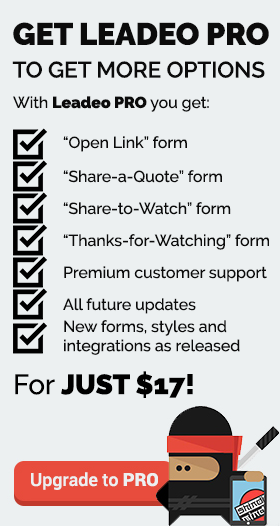 GET LEADEO PRO
TO GET MORE OPTIONS
With Leadeo PRO you get:
“Open Link” form
“Share-a-Quote” form
“Share-to-Watch” form
“Thanks-for-Watching” form
Premium customer support
All future updates
New forms, styles and
integrations as released
For JUST $17!
Upgrade to PRO